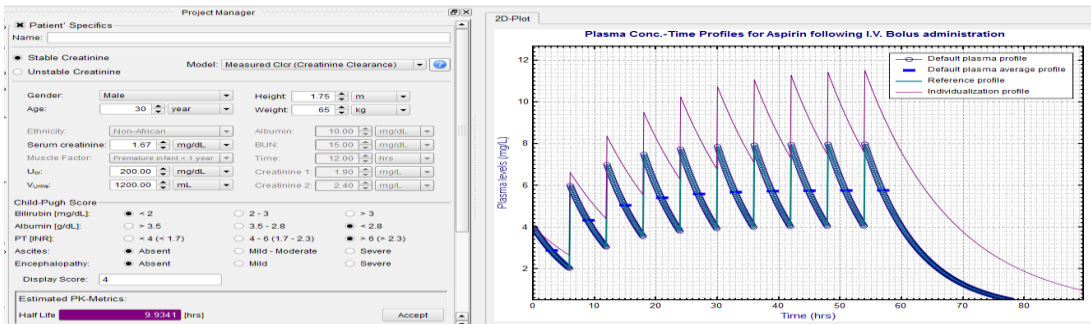 Project Manager
Patient' Specifics
Name:
Stable Creatinine
Unstable Creatinine
Model: Measured Clcr (Creatinine Clearance)
Gender: Male Height: 1.75 m
Age: 30 year Weight: 65 kg
Ethnicity: Non-African Albumin: 10.00 mg/dL
Serum creatinine: 1.67 mg/dL BUN: 15.00 mg/dL
Muscle Factor: Premature infant < 1 year Time: 12.00 hrs
Ucr: 200.00 mg/dL Creatinine 1: 1.90 mg/L
Vurine: 1200.00 mL Creatinine 2: 2.40 mg/L
Child-Pugh Score
Bilirubin [mg/dL]: < 2 2 - 3 > 3
Albumin [g/dL]: > 3.5 3.5 - 2.8 < 2.8
PT [INR]: < 4 (< 1.7) 4 - 6 (1.7 - 2.3) > 6 (> 2.3)
Ascites: Absent Mild - Moderate Severe
Encephalopathy: Absent Mild Severe
Display Score: 4
Estimated PK-Metrics:
Half Life 9.9341 [hrs] Accept
2D-Plot
Plasma Conc.-Time Profiles for Aspirin following I.V. Bolus administration
Default plasma profile
Default plasma average profile
Reference profile
Individualization profile
Plasma levels (mg/L)
12
10
8
6
4
2
0 10 20 30 40 50 60 70 80
Time (hrs)